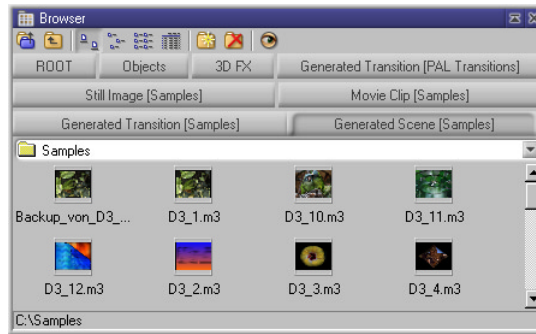 Browser
ROOT Objects 3D FX Generated Transition [PAL Transitions]
Still Image [Samples] Movie Clip [Samples]
Generated Transition [Samples] Generated Scene [Samples]
Samples
Backup_von_D3_... D3_1.m3 D3_10.m3 D3_11.m3
D3_12.m3 D3_2.m3 D3_3.m3 D3_4.m3
C:\Samples